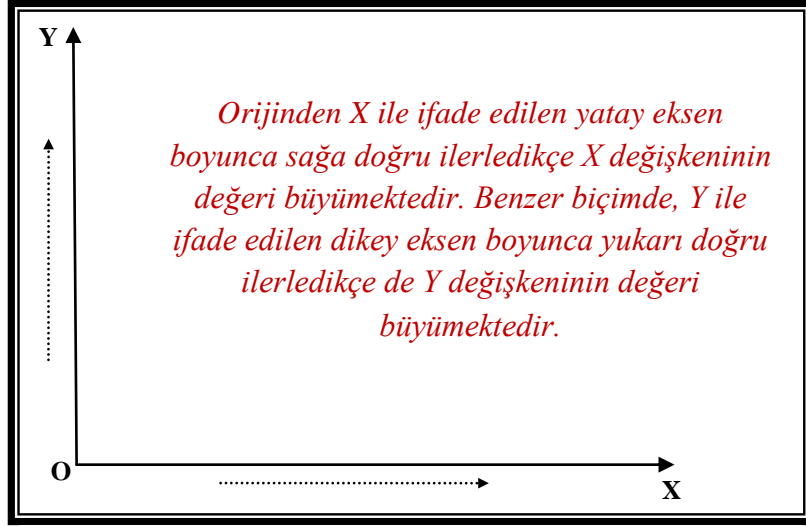 Y
Orijinden X ile ifade edilen yatay eksen
boyunca sağa doğru ilerledikçe X değişkeninin
değeri büyümektedir. Benzer biçimde, Y ile
ifade edilen dikey eksen boyunca yukarı doğru
ilerledikçe de Y değişkeninin değeri
büyümektedir.
O
X